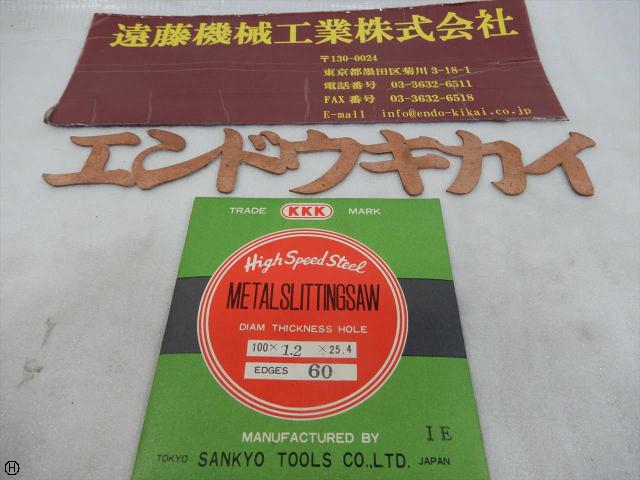 遠藤機械工業株式会社
〒130-0024
東京都墨田区菊川3-18-1
電話番号 03-3632-6511
FAX番号 03-3632-6518
E-mail info@endo-kikai.co.jp
エンドウキカイ
TRADE KKK MARK
High Speed Steel
METALSLITTINGSAW
DIAM THICKNESS HOLE
100× 1.2 ×25.4
EDGES 60
MANUFACTURED BY IE
TOKYO SANKYO TOOLS CO.,LTD. JAPAN
H